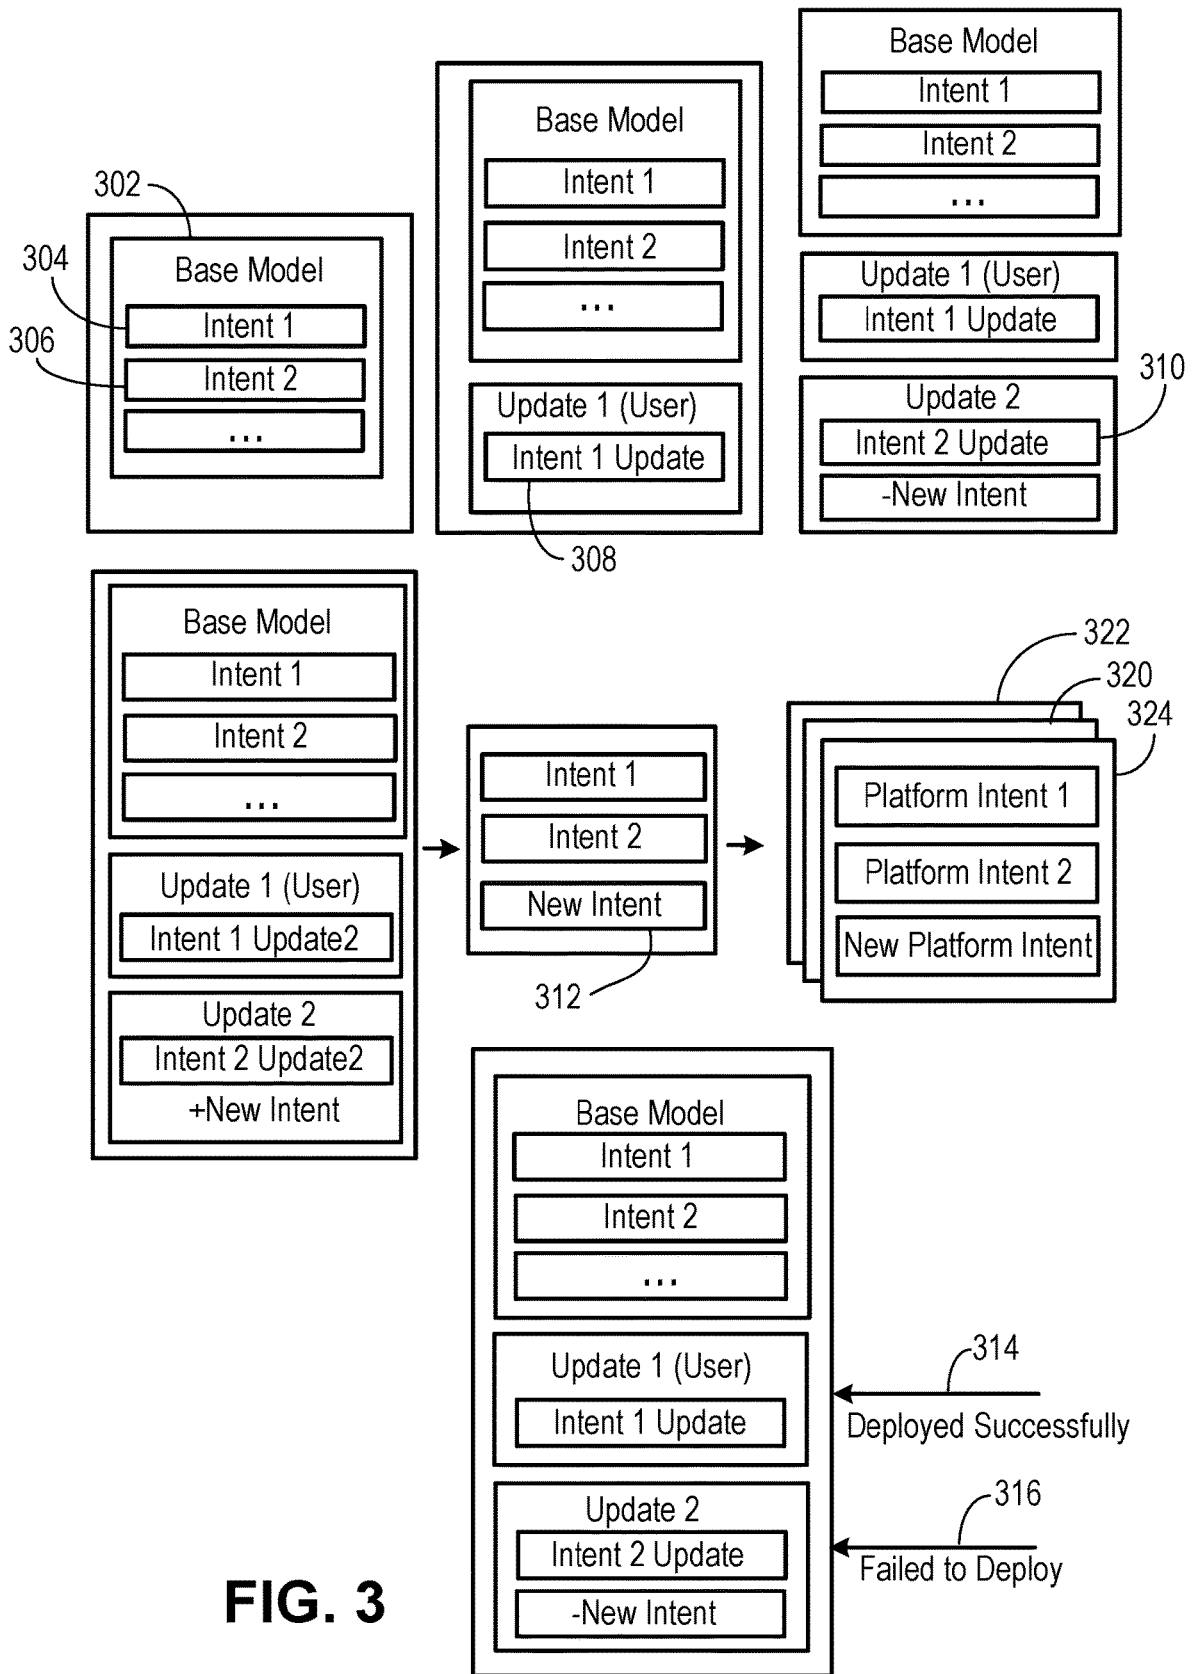 302
Base Model
304
Intent 1
306
Intent 2
...
Base Model
Intent 1
Intent 2
...
Update 1 (User)
Intent 1 Update
308
Base Model
Intent 1
Intent 2
...
Update 1 (User)
Intent 1 Update
310
Update 2
Intent 2 Update
-New Intent
Base Model
Intent 1
Intent 2
...
Update 1 (User)
Intent 1 Update2
Update 2
Intent 2 Update2
+New Intent
Intent 1
Intent 2
New Intent
312
322
320
324
Platform Intent 1
Platform Intent 2
New Platform Intent
Base Model
Intent 1
Intent 2
...
Update 1 (User)
Intent 1 Update
314
Deployed Successfully
Update 2
Intent 2 Update
-New Intent
316
Failed to Deploy
FIG. 3